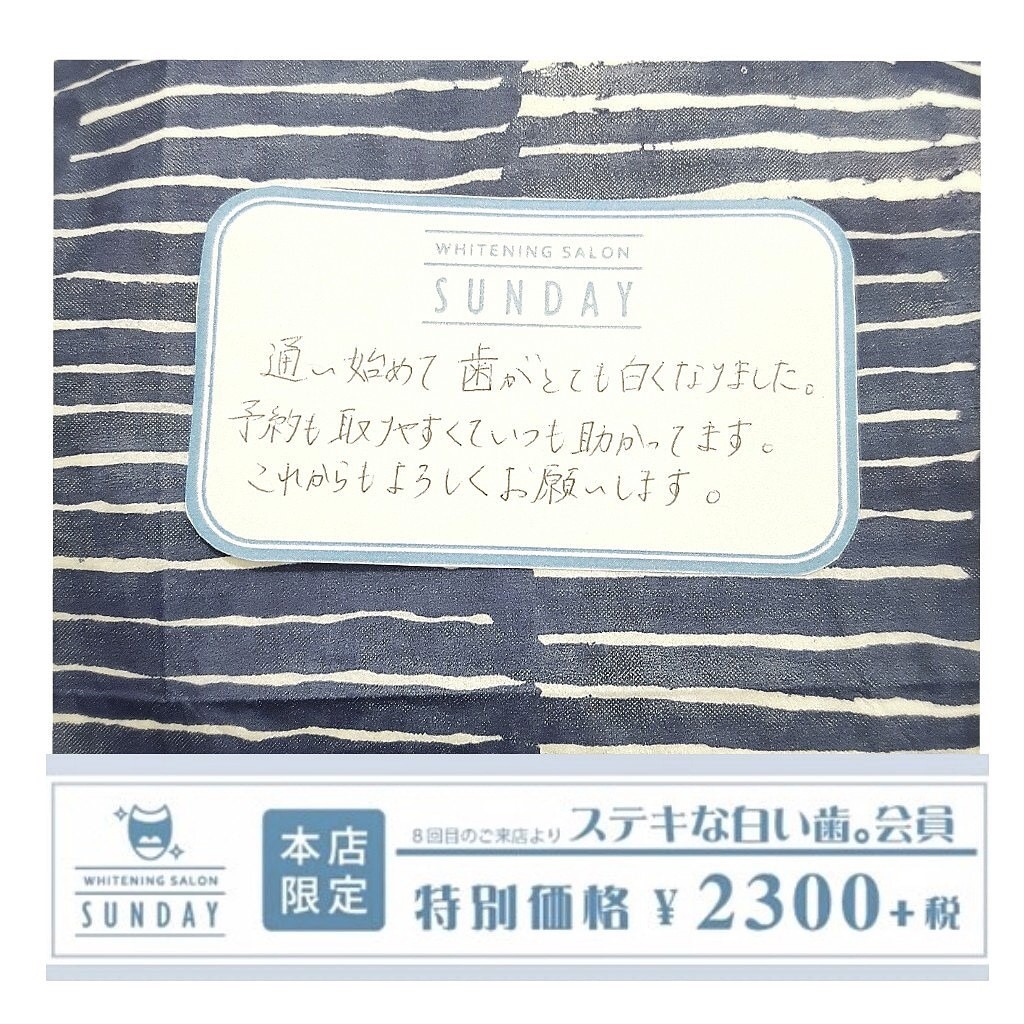 WHITENING SALON
SUNDAY
通い始めて歯がとても白くなりました。
予約も取りやすくていつも助かってます。
これからもよろしくお願いします。
WHITENING SALON
SUNDAY
本店
限定
8回目のご来店より ステキな白い歯。会員
特別価格 ¥2300+税